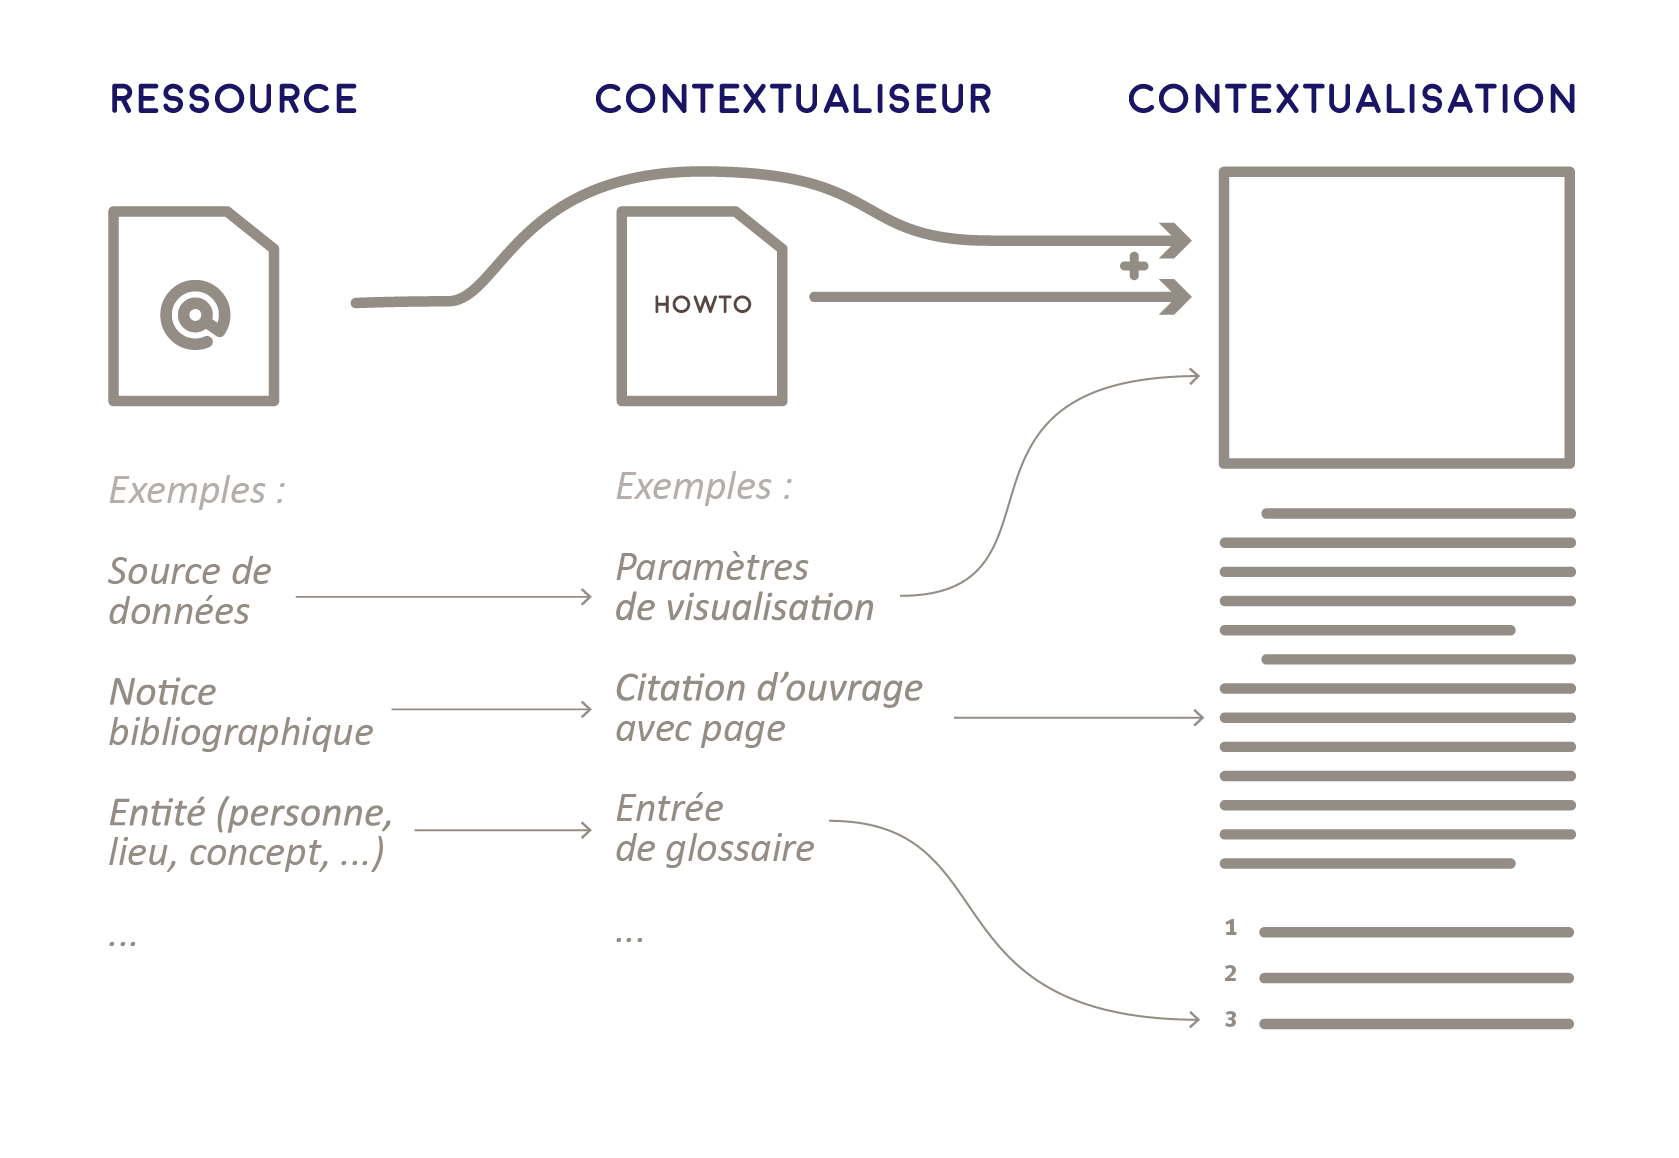 RESSOURCE
CONTEXTUALISEUR
CONTEXTUALISATION
@
HOWTO
+
Exemples :
Source de
données
Notice
bibliographique
Entité (personne,
lieu, concept, ...)
...
Exemples :
Paramètres
de visualisation
Citation d’ouvrage
avec page
Entrée
de glossaire
...
1
2
3